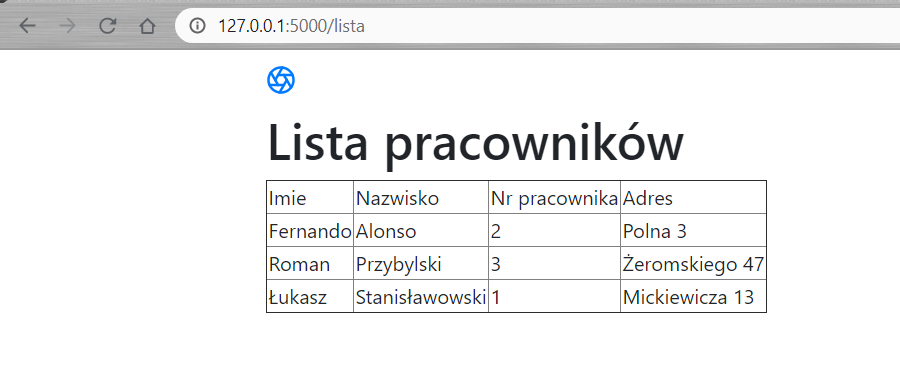 127.0.0.1:5000/lista
Lista pracowników
Imie Nazwisko Nr pracownika Adres
Fernando Alonso 2 Polna 3
Roman Przybylski 3 Żeromskiego 47
Łukasz Stanisławowski 1 Mickiewicza 13